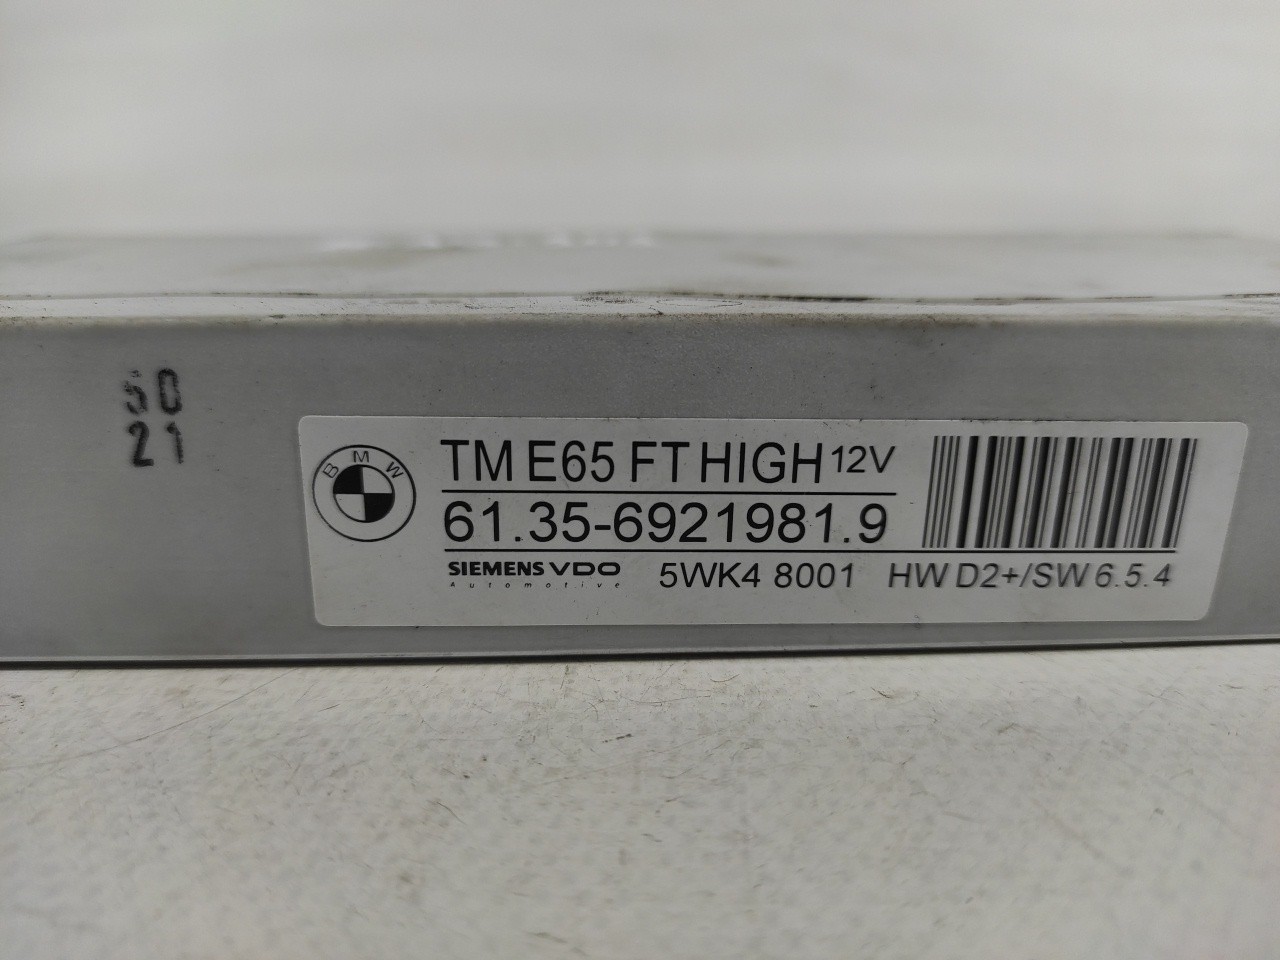 50
21
BMW
TM E65 FT HIGH 12V
61.35-6921981.9
SIEMENS VDO
Automotive
5WK4 8001
HW D2+/SW 6.5.4